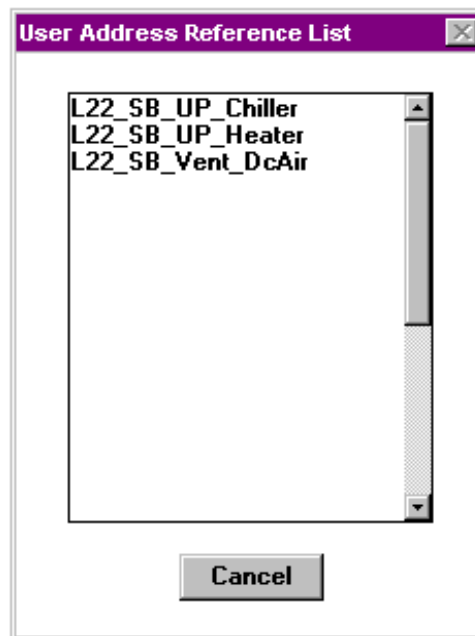 User Address Reference List
L22_SB_UP_Chiller
L22_SB_UP_Heater
L22_SB_Vent_DcAir
Cancel